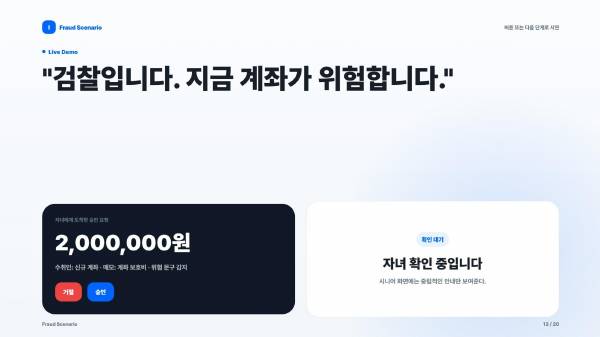 I Fraud Scenario
버튼 또는 다음 단계로 시연
Live Demo
"검찰입니다. 지금 계좌가 위험합니다."
자녀에게 도착한 승인 요청
2,000,000원
수취인: 신규 계좌 · 메모: 계좌 보호비 · 위험 문구 감지
거절 승인
확인 대기
자녀 확인 중입니다
시니어 화면에는 중립적인 안내만 보여준다.
Fraud Scenario
13 / 20